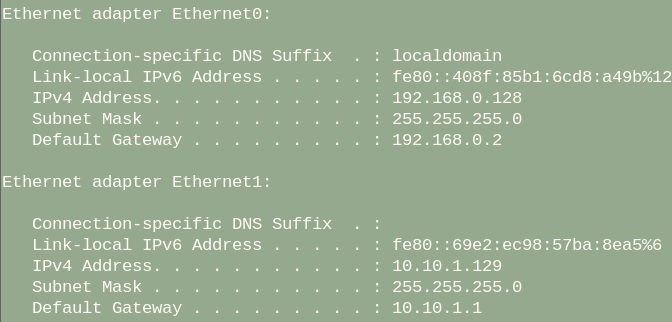 Ethernet adapter Ethernet0:
Connection-specific DNS Suffix  . : localdomain
Link-local IPv6 Address . . . . . : fe80::408f:85b1:6cd8:a49b%12
IPv4 Address. . . . . . . . . . . : 192.168.0.128
Subnet Mask . . . . . . . . . . . : 255.255.255.0
Default Gateway . . . . . . . . . : 192.168.0.2
Ethernet adapter Ethernet1:
Connection-specific DNS Suffix  . :
Link-local IPv6 Address . . . . . : fe80::69e2:ec98:57ba:8ea5%6
IPv4 Address. . . . . . . . . . . : 10.10.1.129
Subnet Mask . . . . . . . . . . . : 255.255.255.0
Default Gateway . . . . . . . . . : 10.10.1.1